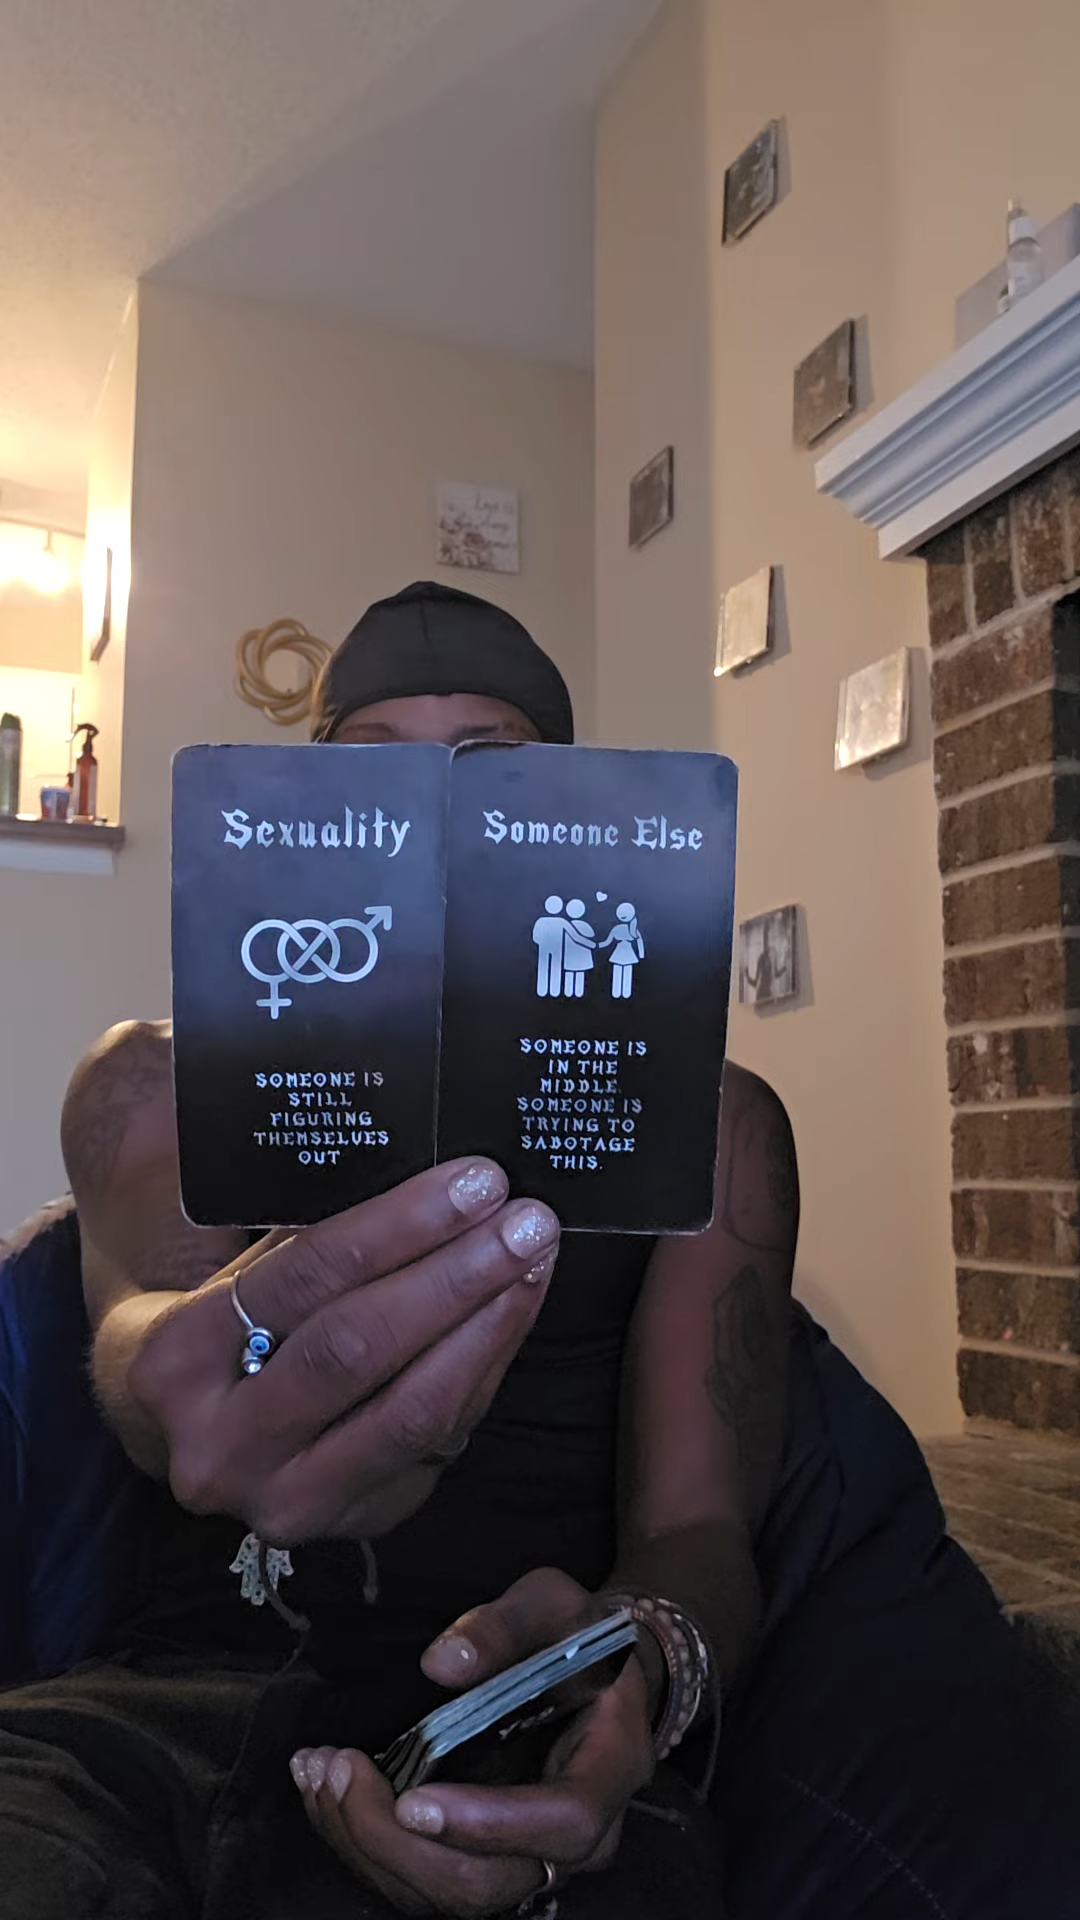 Sexuality
SOMEONE IS
STILL
FIGURING
THEMSELVES
OUT
Someone Else
SOMEONE IS
IN THE
MIDDLE.
SOMEONE IS
TRYING TO
SABOTAGE
THIS.